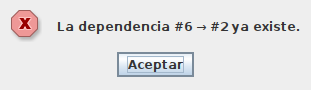 La dependencia #6 → #2 ya existe.
Aceptar